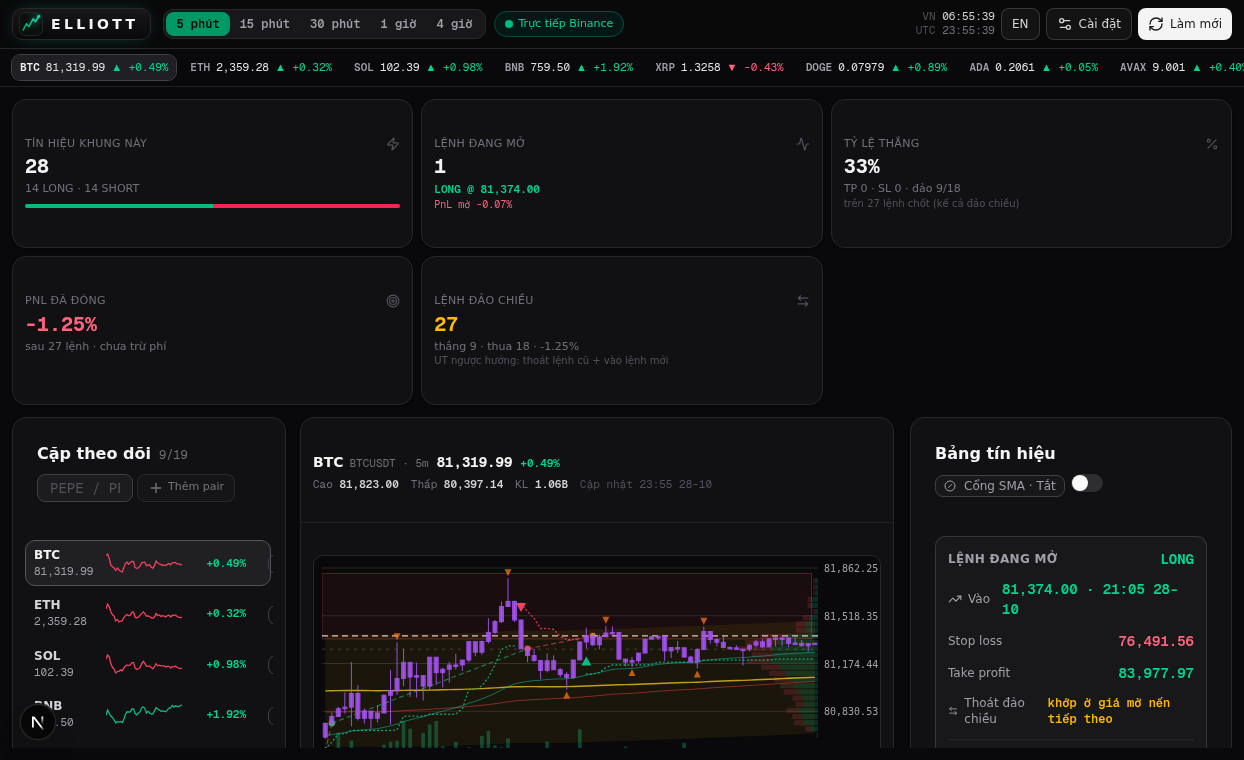 ELLIOTT
5 phút 15 phút 30 phút 1 giờ 4 giờ
Trực tiếp Binance
VN 06:55:39
UTC 23:55:39
EN
Cài đặt
Làm mới
BTC 81,319.99 ▲ +0.49% ETH 2,359.28 ▲ +0.32% SOL 102.39 ▲ +0.98% BNB 759.50 ▲ +1.92% XRP 1.3258 ▼ -0.43% DOGE 0.07979 ▲ +0.89% ADA 0.2061 ▲ +0.05% AVAX 9.001 ▲ +0.40%
TÍN HIỆU KHUNG NÀY
28
14 LONG · 14 SHORT
LỆNH ĐANG MỞ
1
LONG @ 81,374.00
PnL mở -0.07%
TỶ LỆ THẮNG
33%
TP 0 · SL 0 · đảo 9/18
trên 27 lệnh chốt (kể cả đảo chiều)
PNL ĐÃ ĐÓNG
-1.25%
sau 27 lệnh · chưa trừ phí
LỆNH ĐẢO CHIỀU
27
thắng 9 · thua 18 · -1.25%
UT ngược hướng: thoát lệnh cũ + vào lệnh mới
Cặp theo dõi 9/19
PEPE / PI
+ Thêm pair
BTC
81,319.99
+0.49%
ETH
2,359.28
+0.32%
SOL
102.39
+0.98%
BNB
.50
+1.92%
N
BTC BTCUSDT · 5m 81,319.99 +0.49%
Cao 81,823.00 Thấp 80,397.14 KL 1.06B Cập nhật 23:55 28-10
81,862.25
81,518.35
81,174.44
80,830.53
Bảng tín hiệu
Cổng SMA · Tắt
LỆNH ĐANG MỞ LONG
Vào 81,374.00 · 21:05 28-
10
Stop loss 76,491.56
Take profit 83,977.97
Thoát đảo chiều
khớp ở giá mở nến tiếp theo